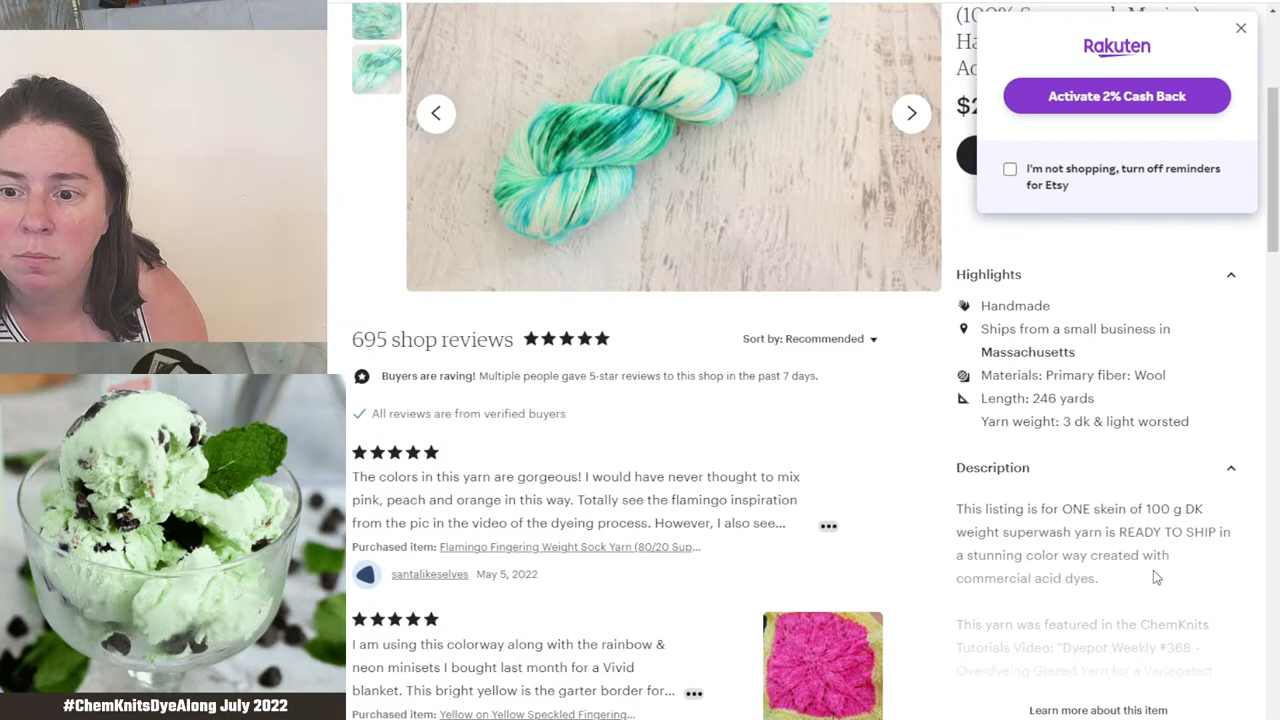 (100% Superwash Merino)
Ha
Ac
$2
Rakuten
Activate 2% Cash Back
I'm not shopping, turn off reminders
for Etsy
Highlights
Handmade
Ships from a small business in
Massachusetts
Materials: Primary fiber: Wool
Length: 246 yards
Yarn weight: 3 dk & light worsted
Description
This listing is for ONE skein of 100 g DK
weight superwash yarn is READY TO SHIP in
a stunning color way created with
commercial acid dyes.
This yarn was featured in the ChemKnits
Tutorials Video: "Dyepot Weekly #368 -
Overdyeing Glazed Yarn for a Variegated
Learn more about this item
695 shop reviews
Sort by: Recommended
Buyers are raving! Multiple people gave 5-star reviews to this shop in the past 7 days.
All reviews are from verified buyers
The colors in this yarn are gorgeous! I would have never thought to mix
pink, peach and orange in this way. Totally see the flamingo inspiration
from the pic in the video of the dyeing process. However, I also see...
Purchased item: Flamingo Fingering Weight Sock Yarn (80/20 Sup...
santalikeselves May 5, 2022
I am using this colorway along with the rainbow &
neon minisets I bought last month for a Vivid
blanket. This bright yellow is the garter border for...
Purchased item: Yellow on Yellow Speckled Fingering...
#ChemKnitsDyeAlong July 2022